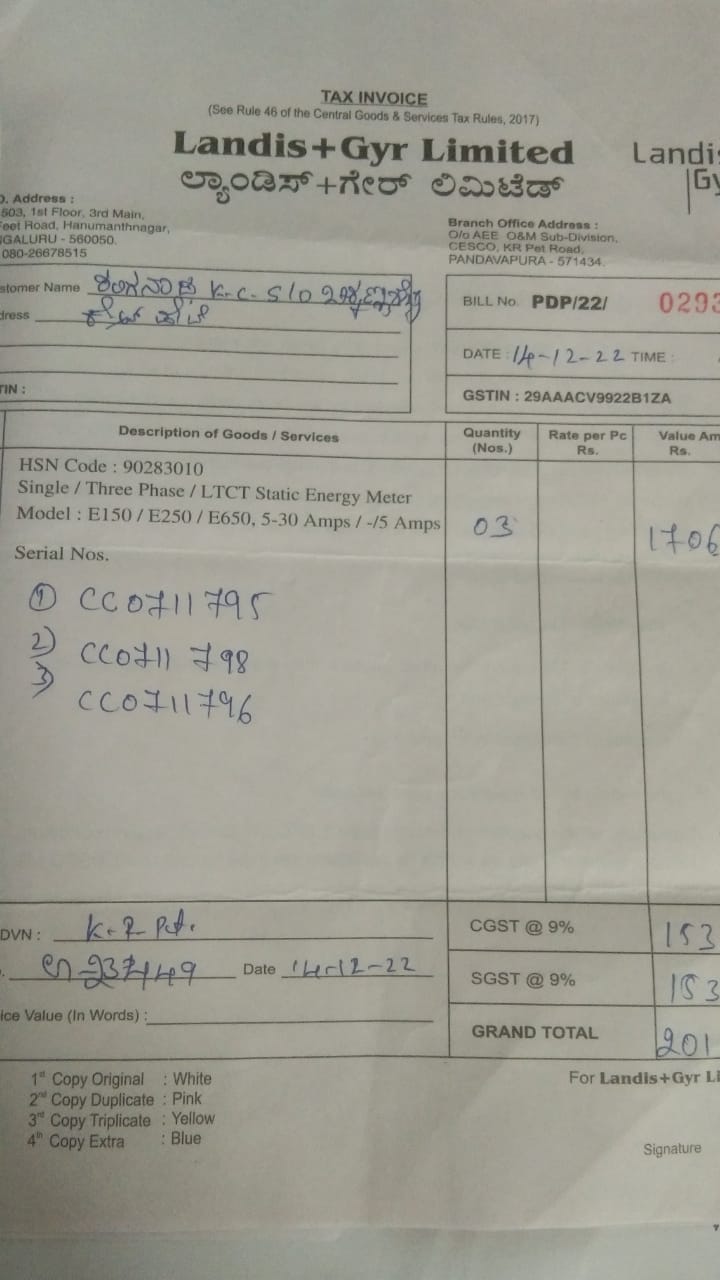 TAX INVOICE
(See Rule 46 of the Central Goods & Services Tax Rules, 2017)
Landis+Gyr Limited
ಲ್ಯಾಂಡಿಸ್+ಗೇರ್ ಲಿಮಿಟೆಡ್
Landi
Gy
O. Address :
503, 1st Floor, 3rd Main,
Feet Road, Hanumanthnagar,
NGALURU - 560050.
080-26678515
Branch Office Address :
O/o AEE O&M Sub-Division,
CESCO, KR Pet Road,
PANDAVAPURA - 571434.
stomer Name K.C. S/O
dress
TIN :
BILL No. PDP/22/ 0293
DATE : 14-12-22 TIME :
GSTIN : 29AAACV9922B1ZA
Description of Goods / Services
Quantity (Nos.)
Rate per Pc Rs.
Value Am Rs.
HSN Code : 90283010
Single / Three Phase / LTCT Static Energy Meter
Model : E150 / E250 / E650, 5-30 Amps / -/5 Amps
03
1706
Serial Nos.
1) CC0711795
2) CC0711798
3) CC0711796
DVN : K.R Pet.
Date 14-12-22
ice Value (In Words) :
CGST @ 9% 153
SGST @ 9% 153
GRAND TOTAL 201
1st Copy Original : White
2nd Copy Duplicate : Pink
3rd Copy Triplicate : Yellow
4th Copy Extra : Blue
For Landis+Gyr Li
Signature